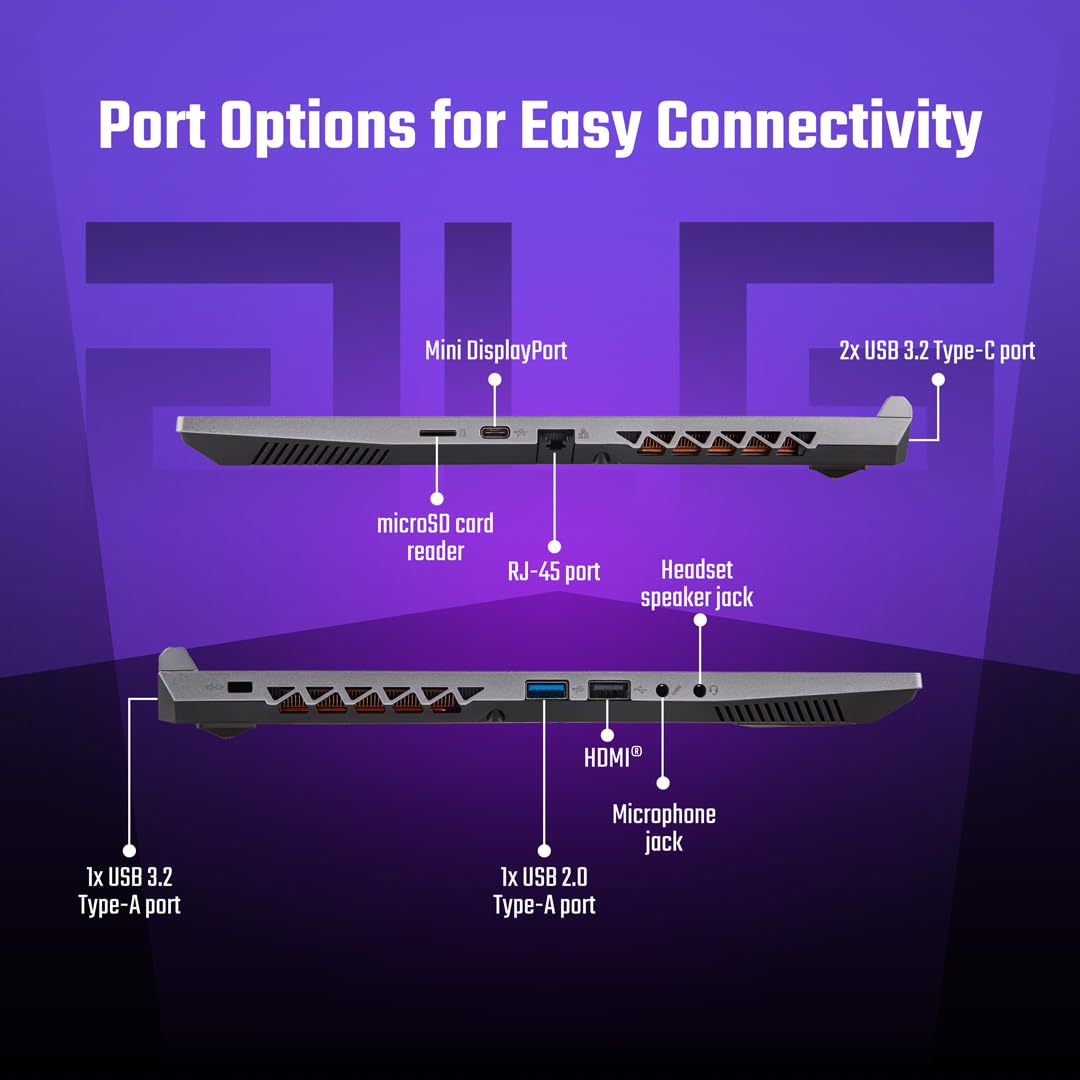 Port Options for Easy Connectivity
ALG
Mini DisplayPort
2x USB 3.2 Type-C port
microSD card
reader
RJ-45 port
Headset
speaker jack
HDMI®
Microphone
jack
1x USB 3.2
Type-A port
1x USB 2.0
Type-A port